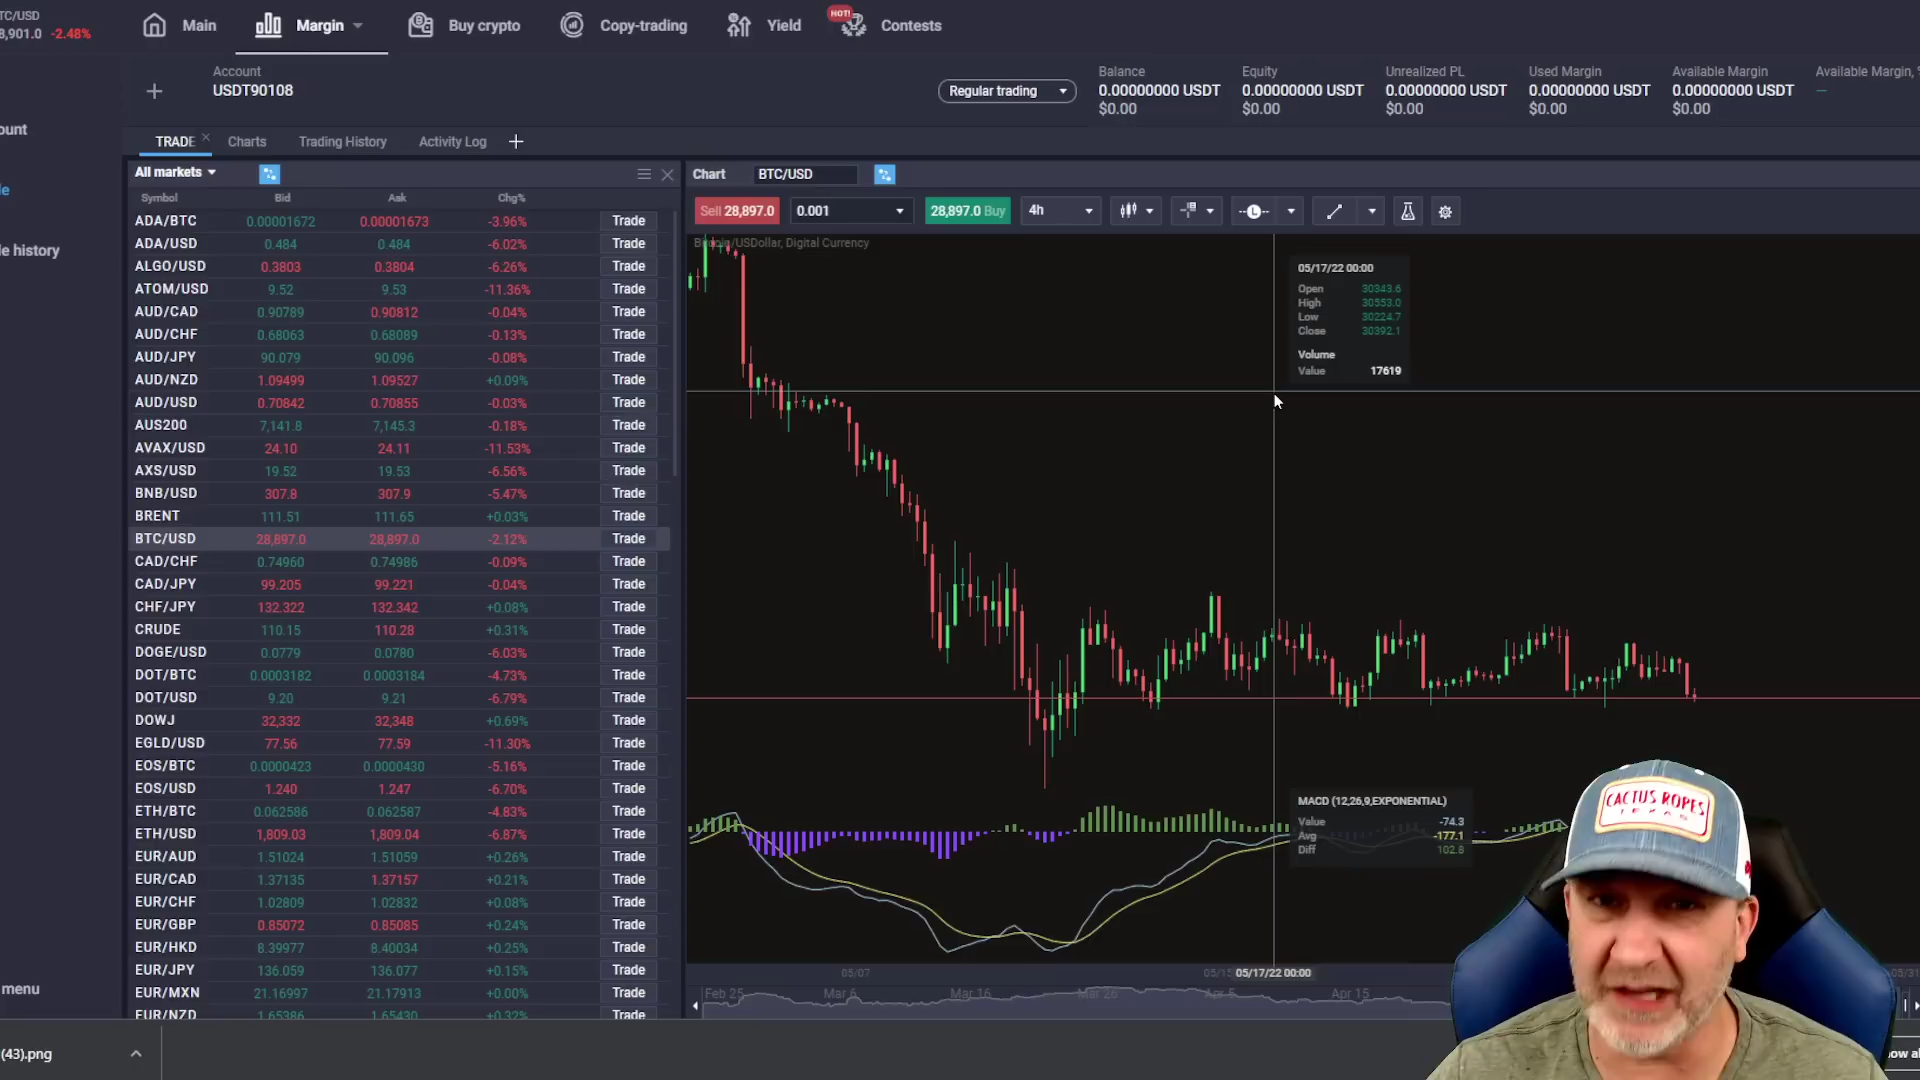 TC/USD
8,901.0 -2.48%
Main
Margin
Buy crypto
Copy-trading
Yield
HOT!
Contests
Account
USDT90108
Regular trading
Balance
0.00000000 USDT
$0.00
Equity
0.00000000 USDT
$0.00
Unrealized PL
0.00000000 USDT
$0.00
Used Margin
0.00000000 USDT
$0.00
Available Margin
0.00000000 USDT
$0.00
Available Margin, %
—
ount
le
le history
menu
TRADE Charts Trading History Activity Log
All markets
Symbol Bid Ask Chg%
ADA/BTC 0.00001672 0.00001673 -3.96% Trade
ADA/USD 0.484 0.484 -6.02% Trade
ALGO/USD 0.3803 0.3804 -6.26% Trade
ATOM/USD 9.52 9.53 -11.36% Trade
AUD/CAD 0.90789 0.90812 -0.04% Trade
AUD/CHF 0.68063 0.68089 -0.13% Trade
AUD/JPY 90.079 90.096 -0.08% Trade
AUD/NZD 1.09499 1.09527 +0.09% Trade
AUD/USD 0.70842 0.70855 -0.03% Trade
AUS200 7,141.8 7,145.3 -0.18% Trade
AVAX/USD 24.10 24.11 -11.53% Trade
AXS/USD 19.52 19.53 -6.56% Trade
BNB/USD 307.8 307.9 -5.47% Trade
BRENT 111.51 111.65 +0.03% Trade
BTC/USD 28,897.0 28,897.0 -2.12% Trade
CAD/CHF 0.74960 0.74986 -0.09% Trade
CAD/JPY 99.205 99.221 -0.04% Trade
CHF/JPY 132.322 132.342 +0.08% Trade
CRUDE 110.15 110.28 +0.31% Trade
DOGE/USD 0.0779 0.0780 -6.03% Trade
DOT/BTC 0.0003182 0.0003184 -4.73% Trade
DOT/USD 9.20 9.21 -6.79% Trade
DOWJ 32,332 32,348 +0.69% Trade
EGLD/USD 77.56 77.59 -11.30% Trade
EOS/BTC 0.0000423 0.0000430 -5.16% Trade
EOS/USD 1.240 1.247 -6.70% Trade
ETH/BTC 0.062586 0.062587 -4.83% Trade
ETH/USD 1,809.03 1,809.04 -6.87% Trade
EUR/AUD 1.51024 1.51059 +0.26% Trade
EUR/CAD 1.37135 1.37157 +0.21% Trade
EUR/CHF 1.02809 1.02832 +0.08% Trade
EUR/GBP 0.85072 0.85085 +0.24% Trade
EUR/HKD 8.39977 8.40034 +0.25% Trade
EUR/JPY 136.059 136.077 +0.15% Trade
EUR/MXN 21.16997 21.17913 +0.00% Trade
EUR/NZD 1.65386 1.65430 +0.32% Trade
Chart BTC/USD
Sell 28,897.0 0.001 28,897.0 Buy 4h
Bitcoin/USDollar, Digital Currency
05/17/22 00:00
Open 30343.6
High 30553.0
Low 30224.7
Close 30392.1
Volume
Value 17619
MACD (12,26,9,EXPONENTIAL)
Value -74.3
Avg -177.1
Diff 102.8
05/07 05/15 05/17/22 00:00 05/31
Feb 25 Mar 6 Mar 16 Mar 26 Apr 5 Apr 15
CACTUS ROPES
TEXAS
(43).png